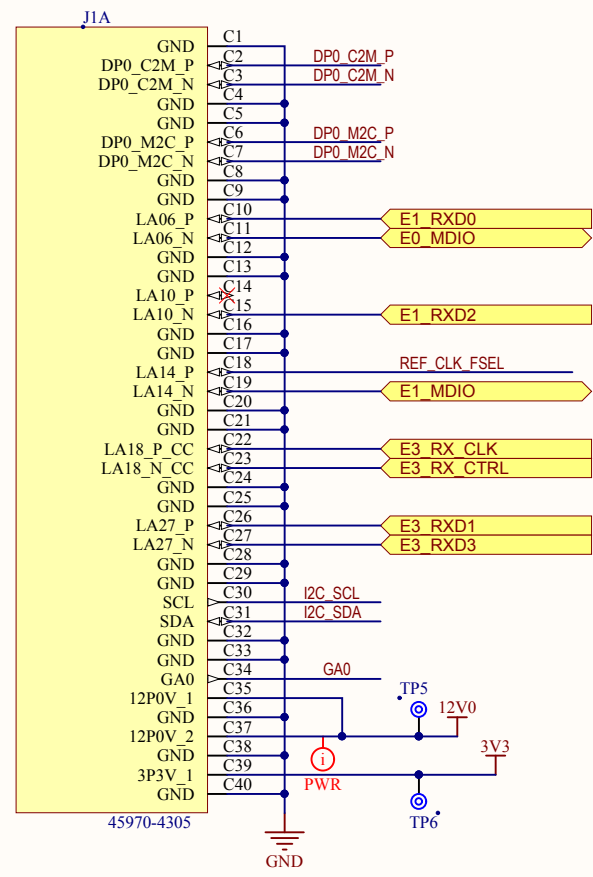 J1A
GND C1
DP0_C2M_P C2 DP0_C2M_P
DP0_C2M_N C3 DP0_C2M_N
GND C4
GND C5
DP0_M2C_P C6 DP0_M2C_P
DP0_M2C_N C7 DP0_M2C_N
GND C8
GND C9
LA06_P C10 E1_RXD0
LA06_N C11 E0_MDIO
GND C12
GND C13
LA10_P C14
LA10_N C15 E1_RXD2
GND C16
GND C17
LA14_P C18 REF_CLK_FSEL
LA14_N C19 E1_MDIO
GND C20
GND C21
LA18_P_CC C22 E3_RX_CLK
LA18_N_CC C23 E3_RX_CTRL
GND C24
GND C25
LA27_P C26 E3_RXD1
LA27_N C27 E3_RXD3
GND C28
GND C29
SCL C30 I2C_SCL
SDA C31 I2C_SDA
GND C32
GND C33
GA0 C34 GA0
12P0V_1 C35 TP5
GND C36 12V0
12P0V_2 C37
GND C38 i 3V3
3P3V_1 C39 PWR
GND C40
45970-4305 TP6
GND